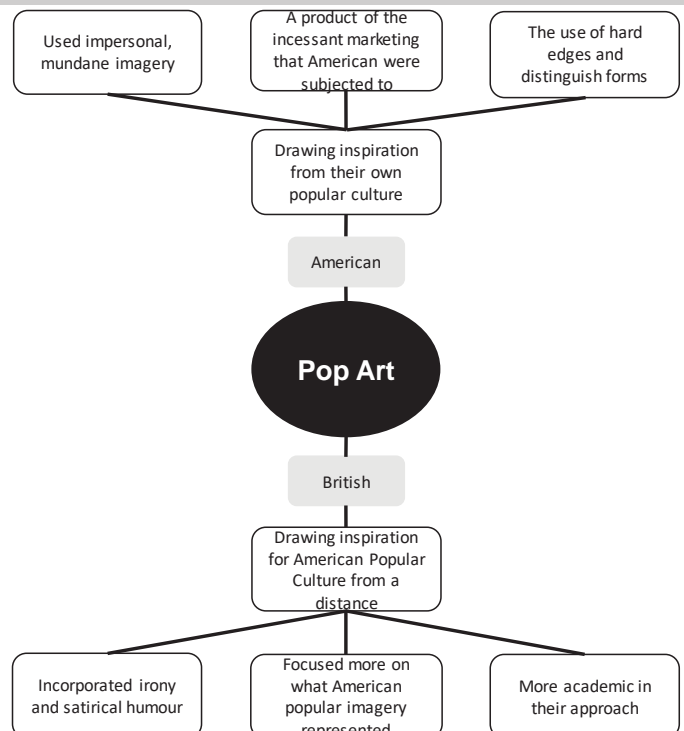 Used impersonal,
mundane imagery
A product of the
incessant marketing
that American were
subjected to
The use of hard
edges and
distinguish forms
Drawing inspiration
from their own
popular culture
American
Pop Art
British
Drawing inspiration
for American Popular
Culture from a
distance
Incorporated irony
and satirical humour
Focused more on
what American
popular imagery
represented
More academic in
their approach